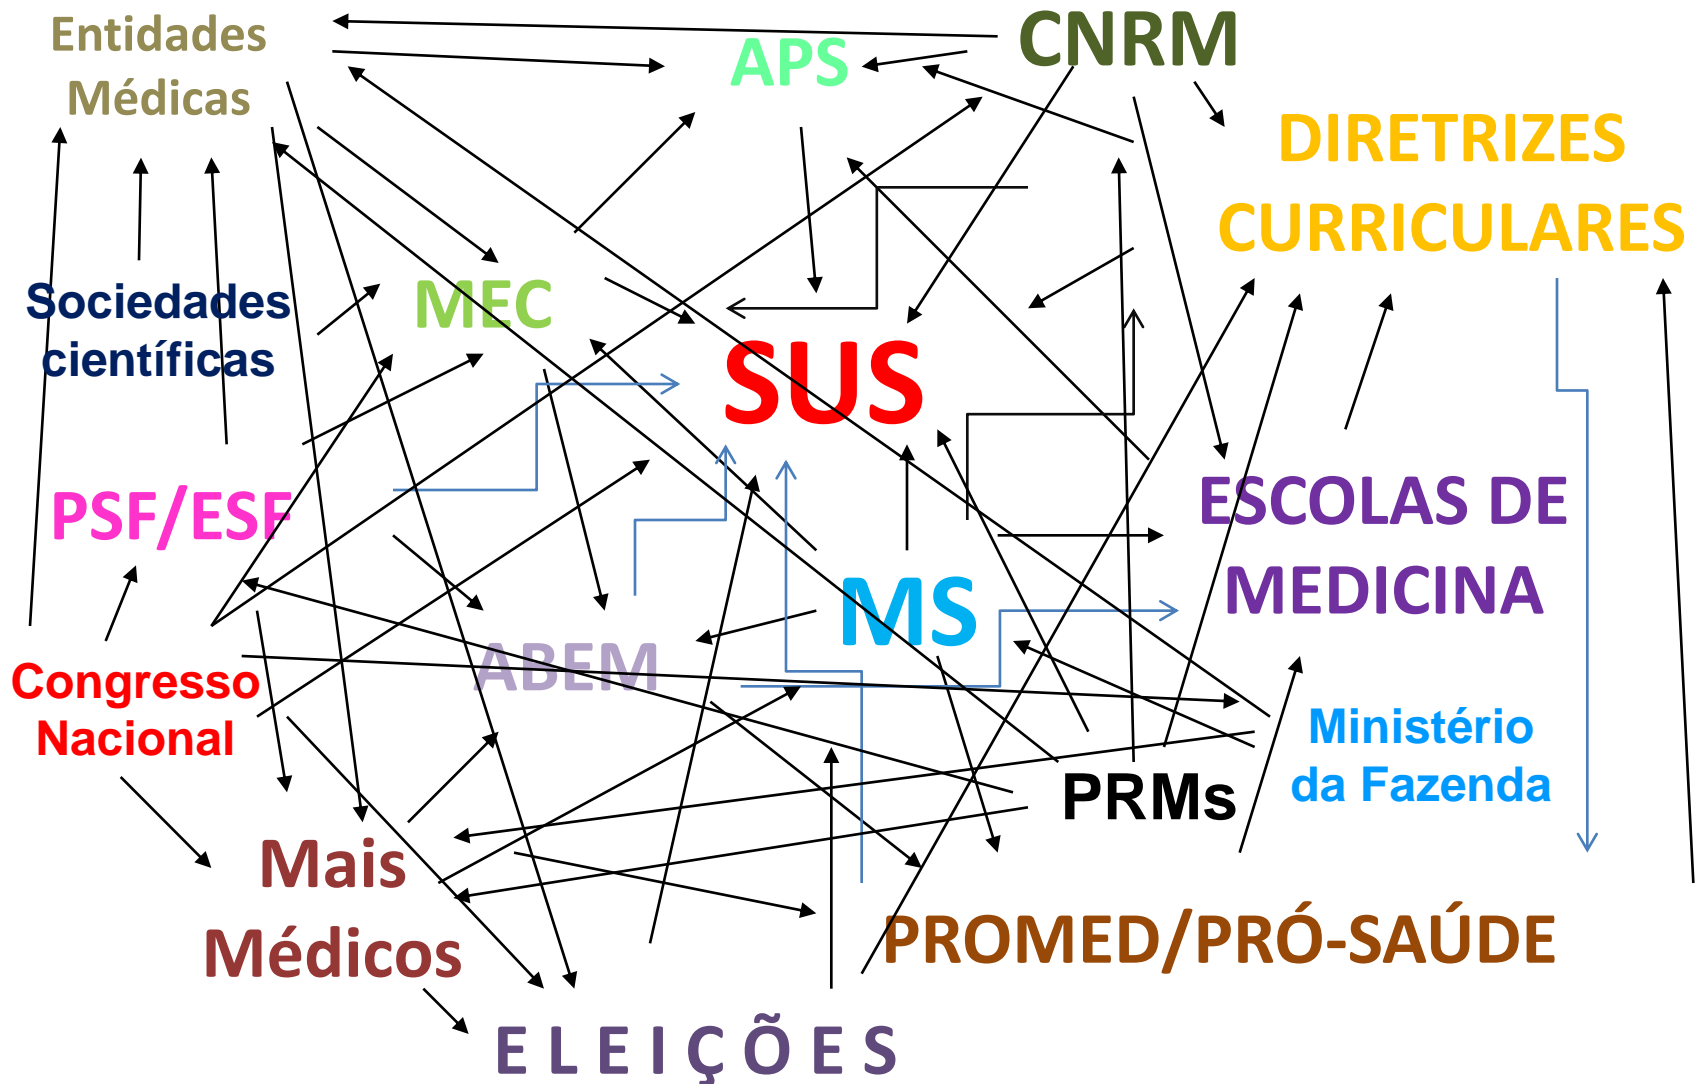 Entidades
Médicas
APS
CNRM
DIRETRIZES
CURRICULARES
Sociedades
científicas
MEC
SUS
PSF/ESF
ESCOLAS DE
MEDICINA
MS
ABEM
Congresso
Nacional
Ministério
da Fazenda
PRMs
Mais
Médicos
PROMED/PRÓ-SAÚDE
E L E I Ç Õ E S